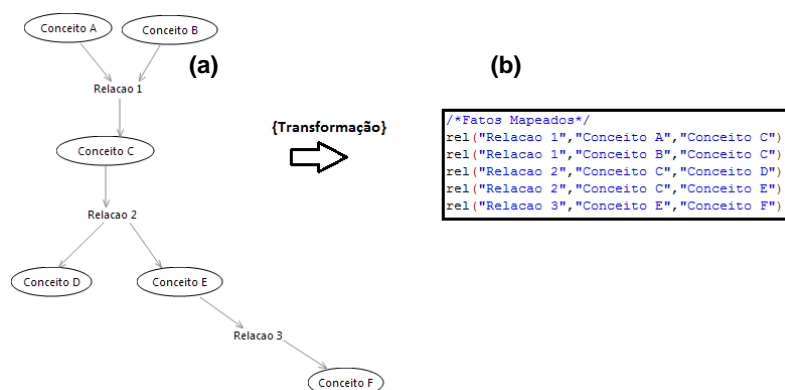 Conceito A
Conceito B
(a)
Relacao 1
Conceito C
Relacao 2
Conceito D
Conceito E
Relacao 3
Conceito F
{Transformação}
(b)
/*Fatos Mapeados*/
rel("Relacao 1","Conceito A","Conceito C")
rel("Relacao 1","Conceito B","Conceito C")
rel("Relacao 2","Conceito C","Conceito D")
rel("Relacao 2","Conceito C","Conceito E")
rel("Relacao 3","Conceito E","Conceito F")